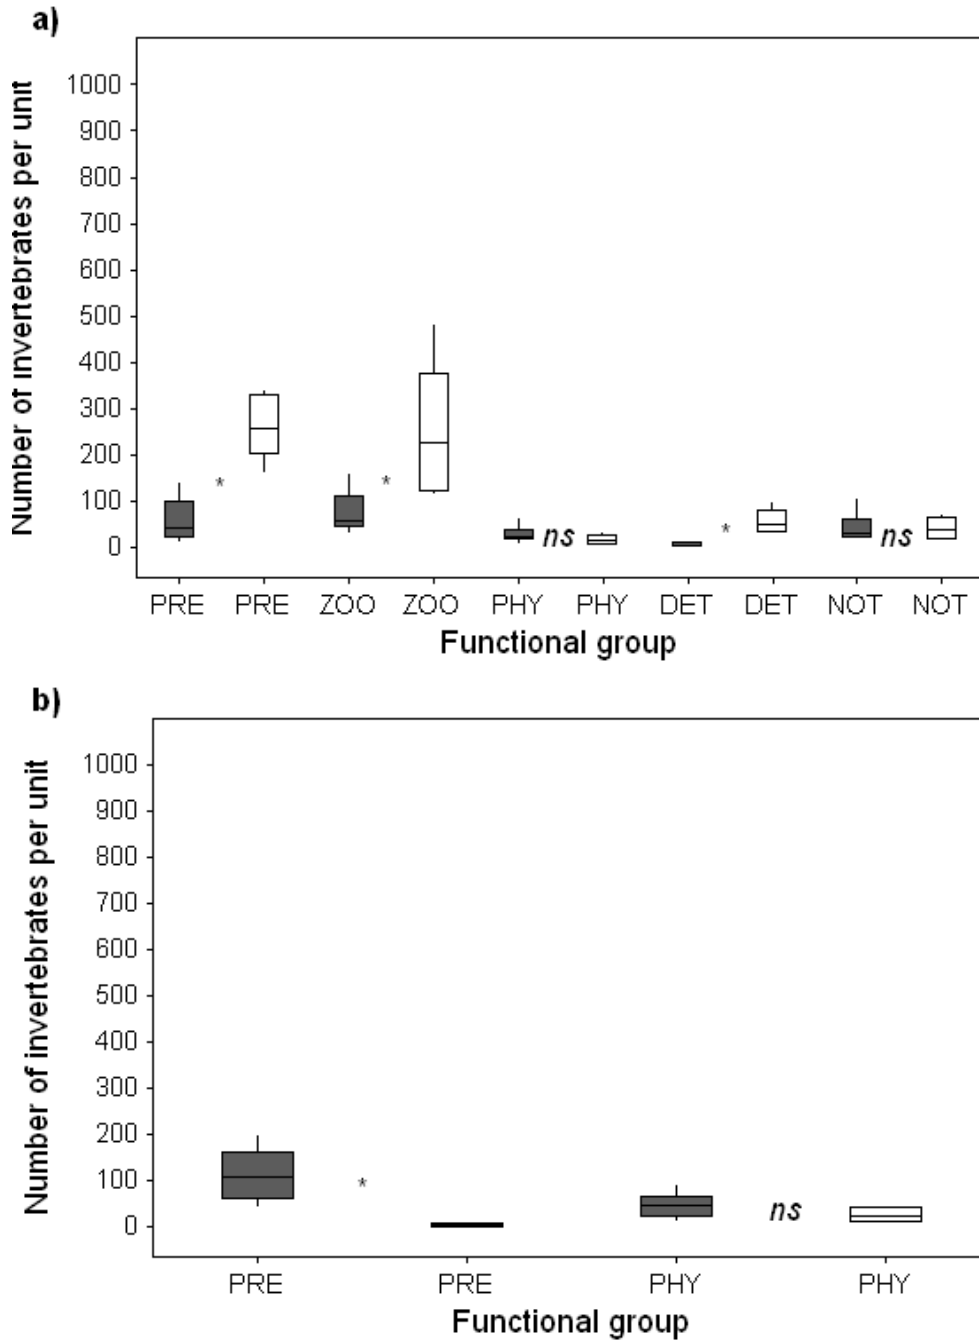 a)
Number of invertebrates per unit
1000
900
800
700
600
500
400
300
200
100
0
* * ns * ns
PRE PRE ZOO ZOO PHY PHY DET DET NOT NOT
Functional group
b)
Number of invertebrates per unit
1000
900
800
700
600
500
400
300
200
100
0
* ns
PRE PRE PHY PHY
Functional group